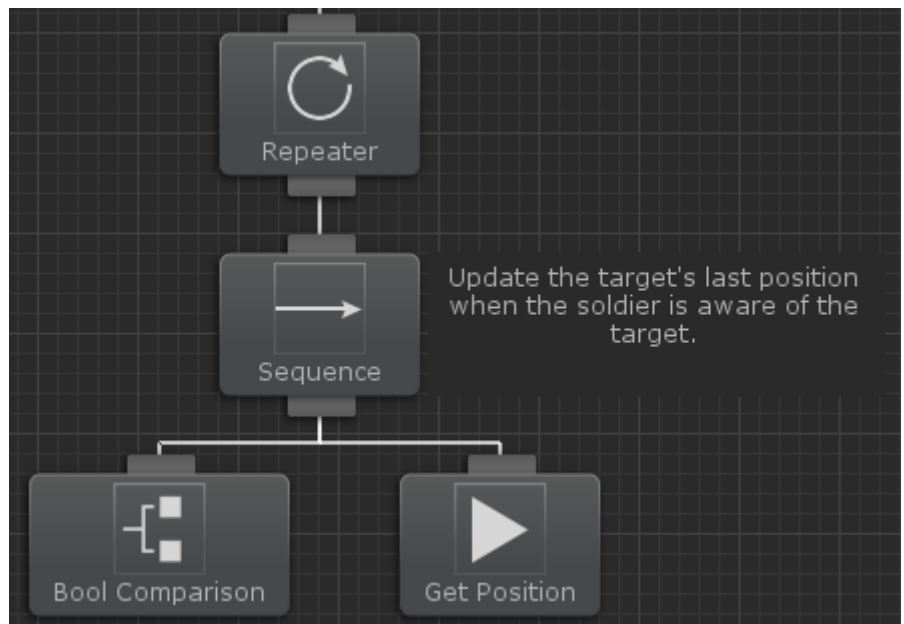 Repeater
Sequence
Update the target's last position
when the soldier is aware of the
target.
Bool Comparison
Get Position